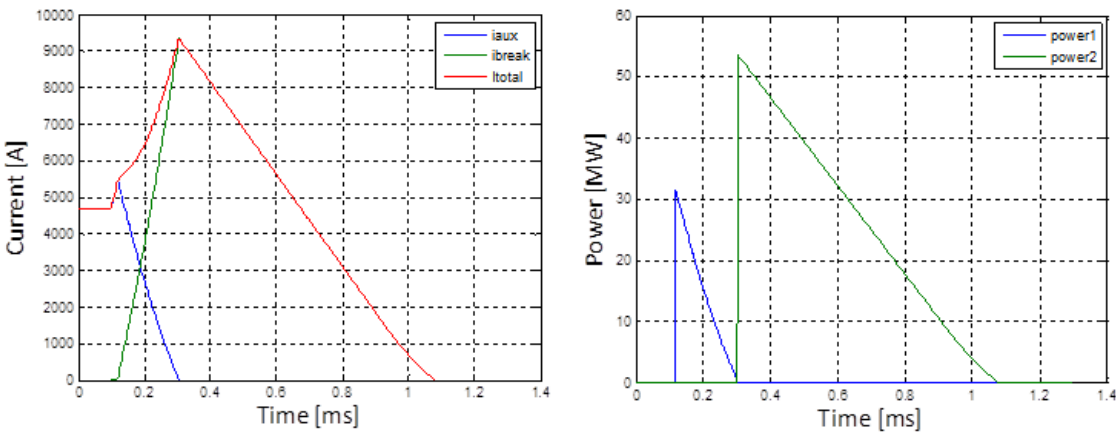 10000
9000
8000
7000
6000
5000
4000
3000
2000
1000
0
Current [A]
iaux
ibreak
Itotal
0 0.2 0.4 0.6 0.8 1 1.2 1.4
Time [ms]
60
50
40
30
20
10
0
Power [MW]
power1
power2
0 0.2 0.4 0.6 0.8 1 1.2 1.4
Time [ms]